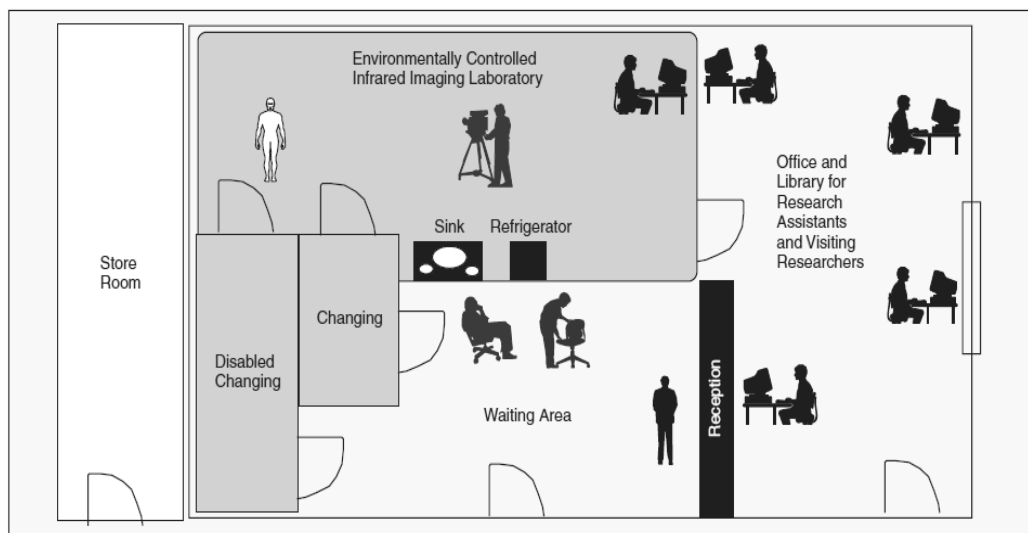 Environmentally Controlled
Infrared Imaging Laboratory
Office and
Library for
Research
Assistants
and Visiting
Researchers
Sink
Refrigerator
Store
Room
Changing
Disabled
Changing
Waiting Area
Reception